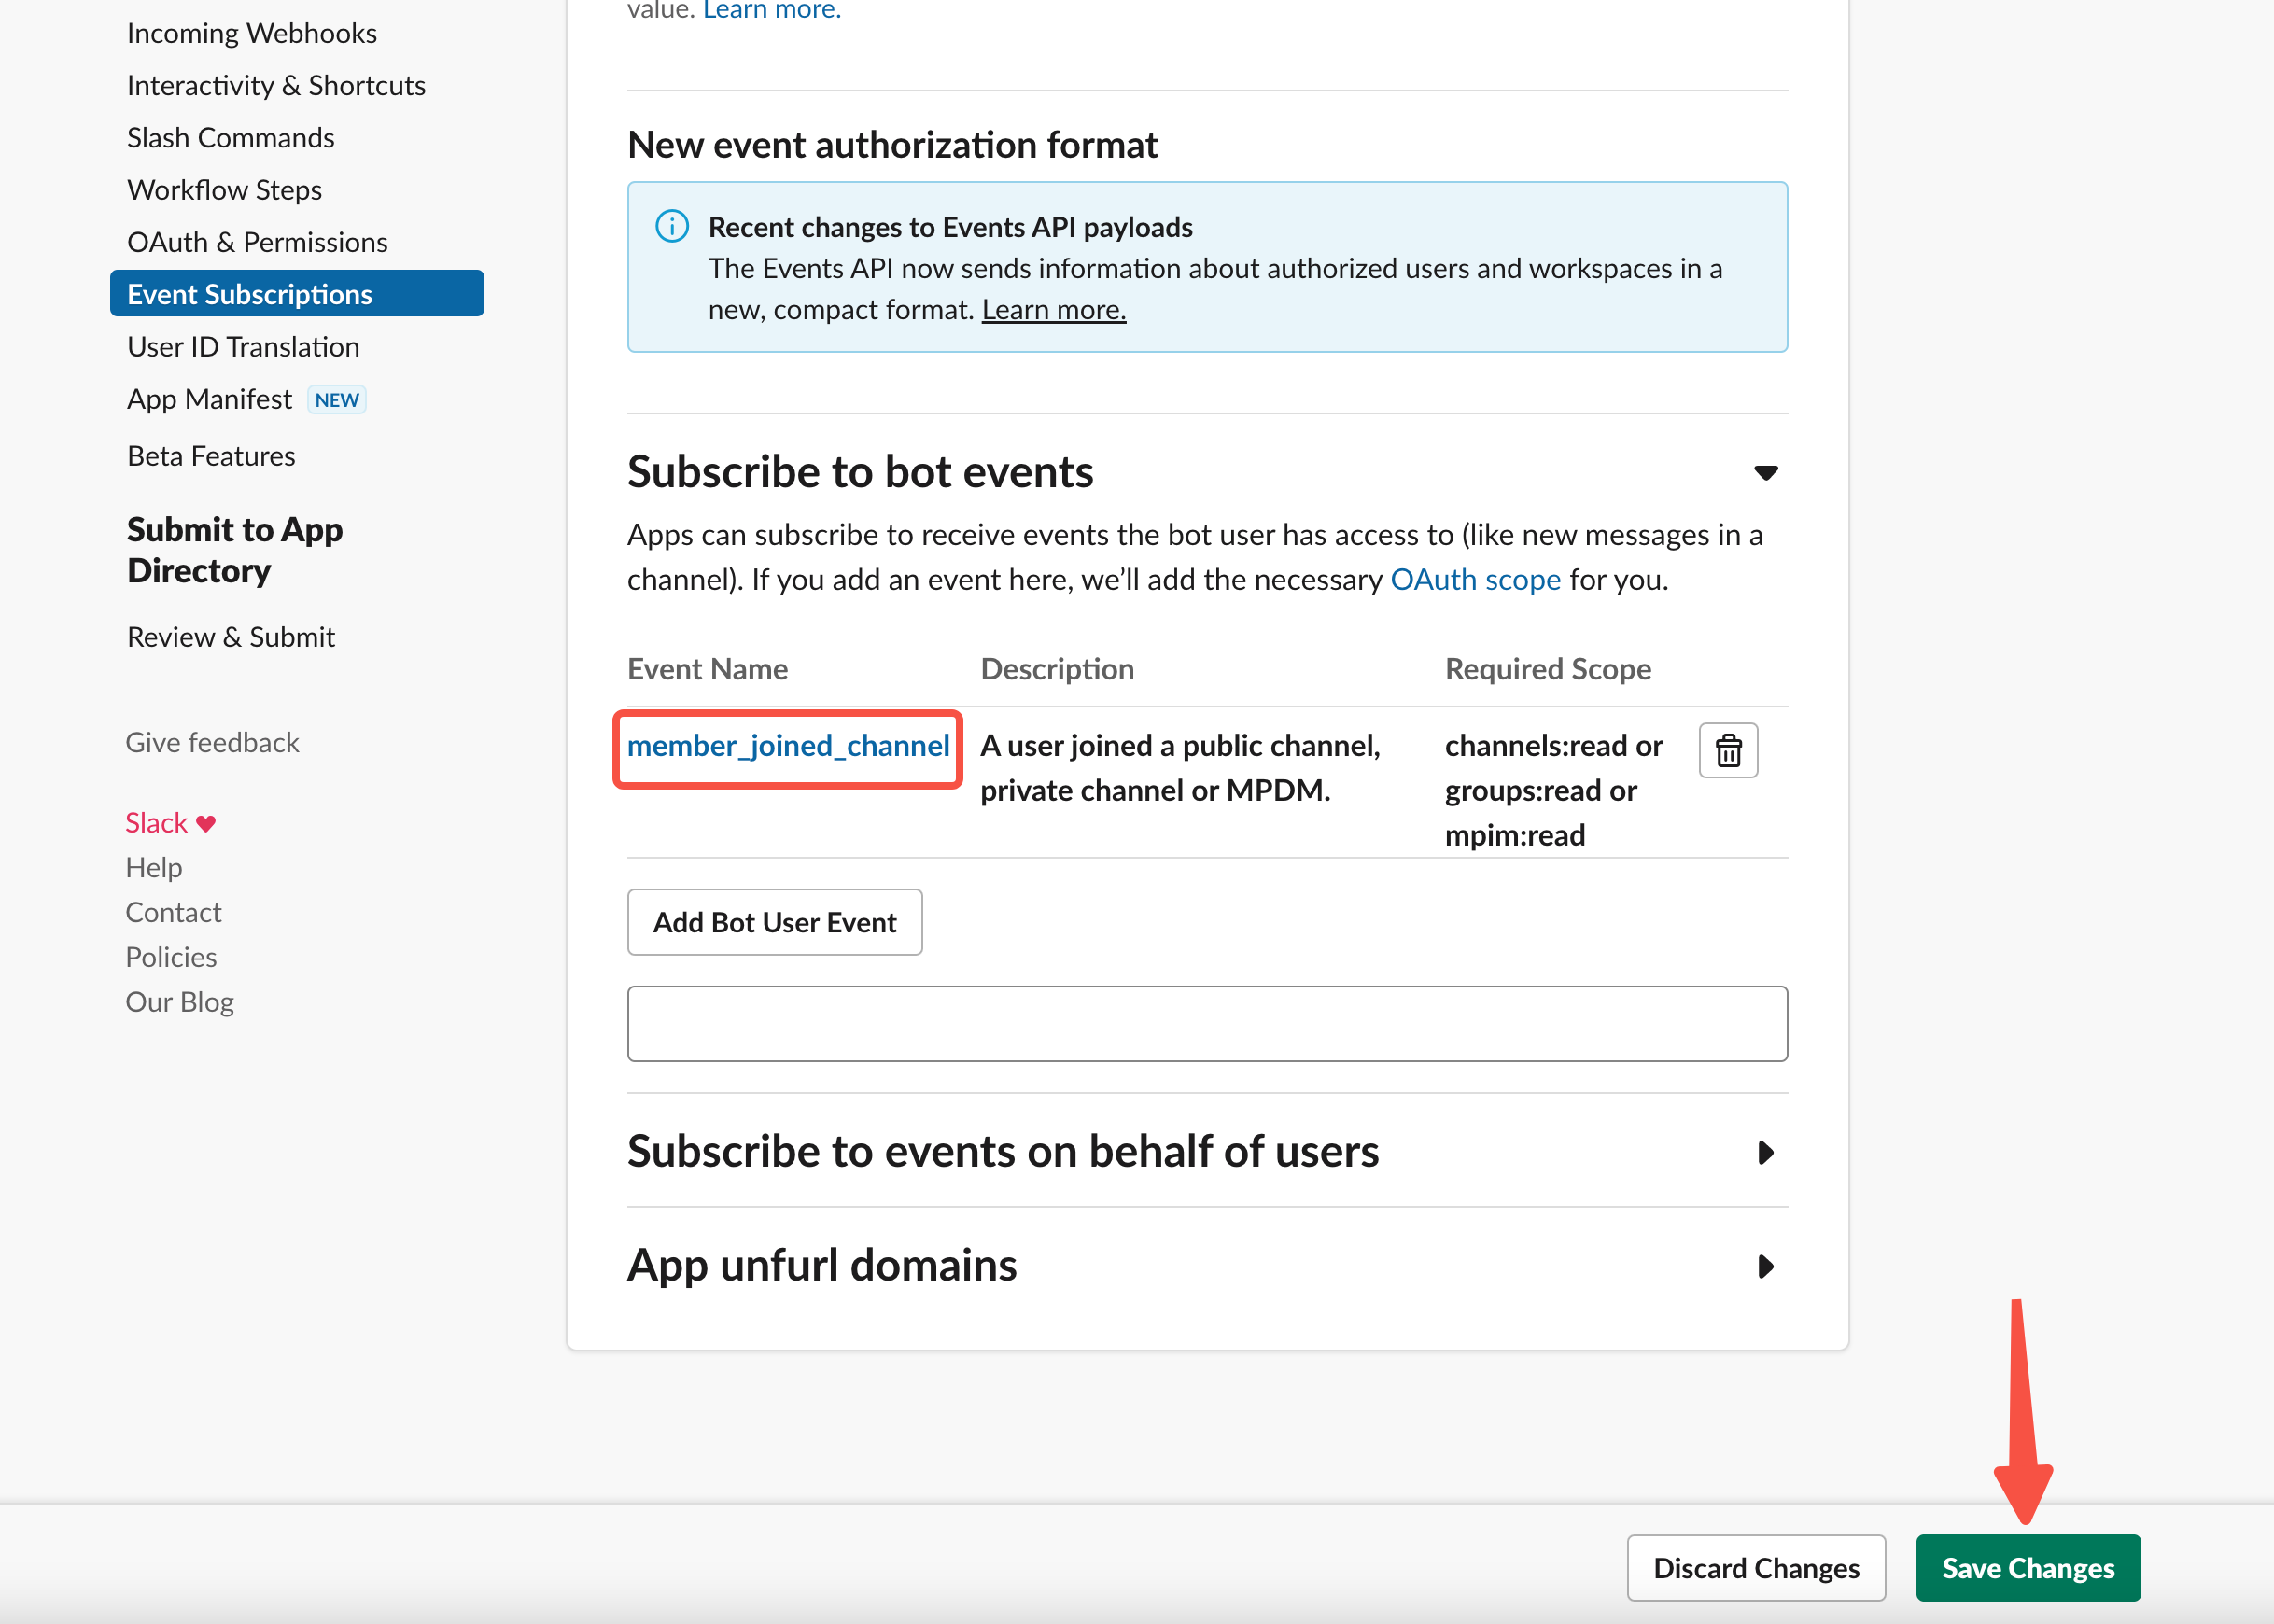 Incoming Webhooks
Interactivity & Shortcuts
Slash Commands
Workflow Steps
OAuth & Permissions
Event Subscriptions
User ID Translation
App Manifest NEW
Beta Features
Submit to App
Directory
Review & Submit
Give feedback
Slack
Help
Contact
Policies
Our Blog
value. Learn more.
New event authorization format
Recent changes to Events API payloads
The Events API now sends information about authorized users and workspaces in a
new, compact format. Learn more.
Subscribe to bot events
Apps can subscribe to receive events the bot user has access to (like new messages in a
channel). If you add an event here, we’ll add the necessary OAuth scope for you.
Event Name Description Required Scope
member_joined_channel A user joined a public channel, channels:read or
private channel or MPDM. groups:read or
mpim:read
Add Bot User Event
Subscribe to events on behalf of users
App unfurl domains
Discard Changes Save Changes